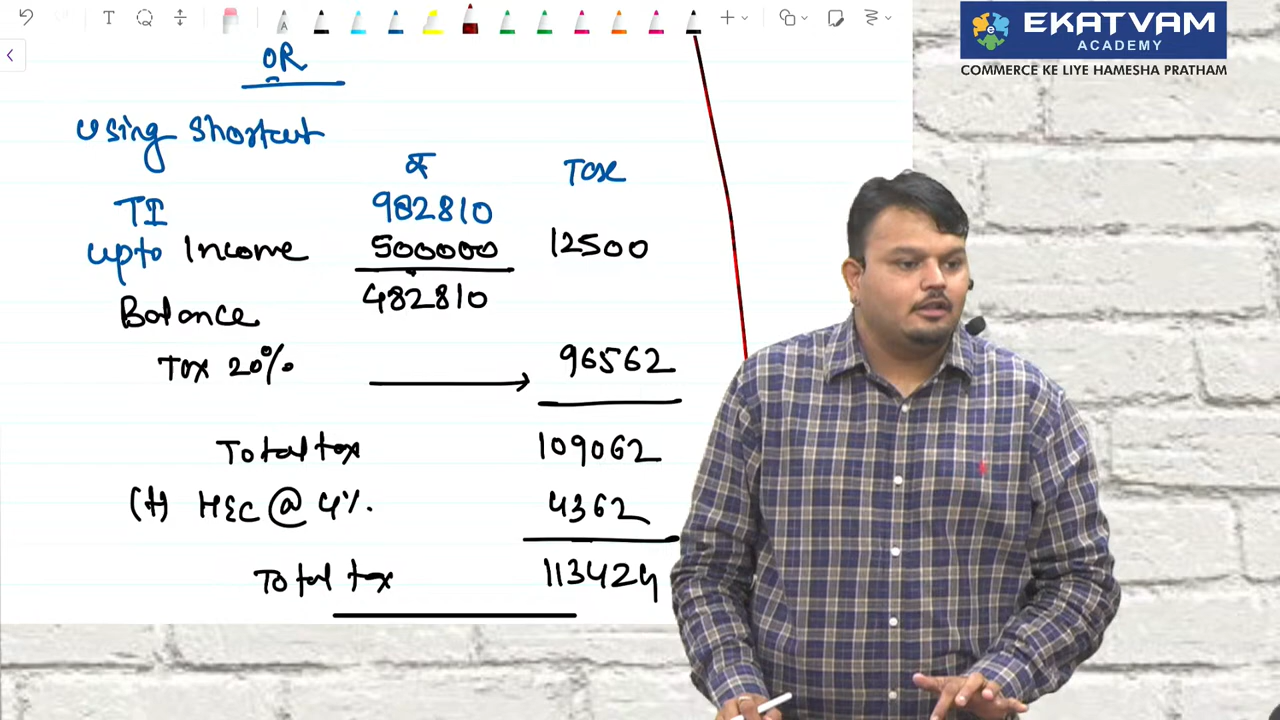 EKATVAM
ACADEMY
COMMERCE KE LIYE HAMESHA PRATHAM
T
OR
Using Shortcut
₹ Tax
TI 982810
upto Income 500000 12500
Balance 482810
Tax 20% 96562
Total tax 109062
(+) HEC @ 4%. 4362
Total tax 113424